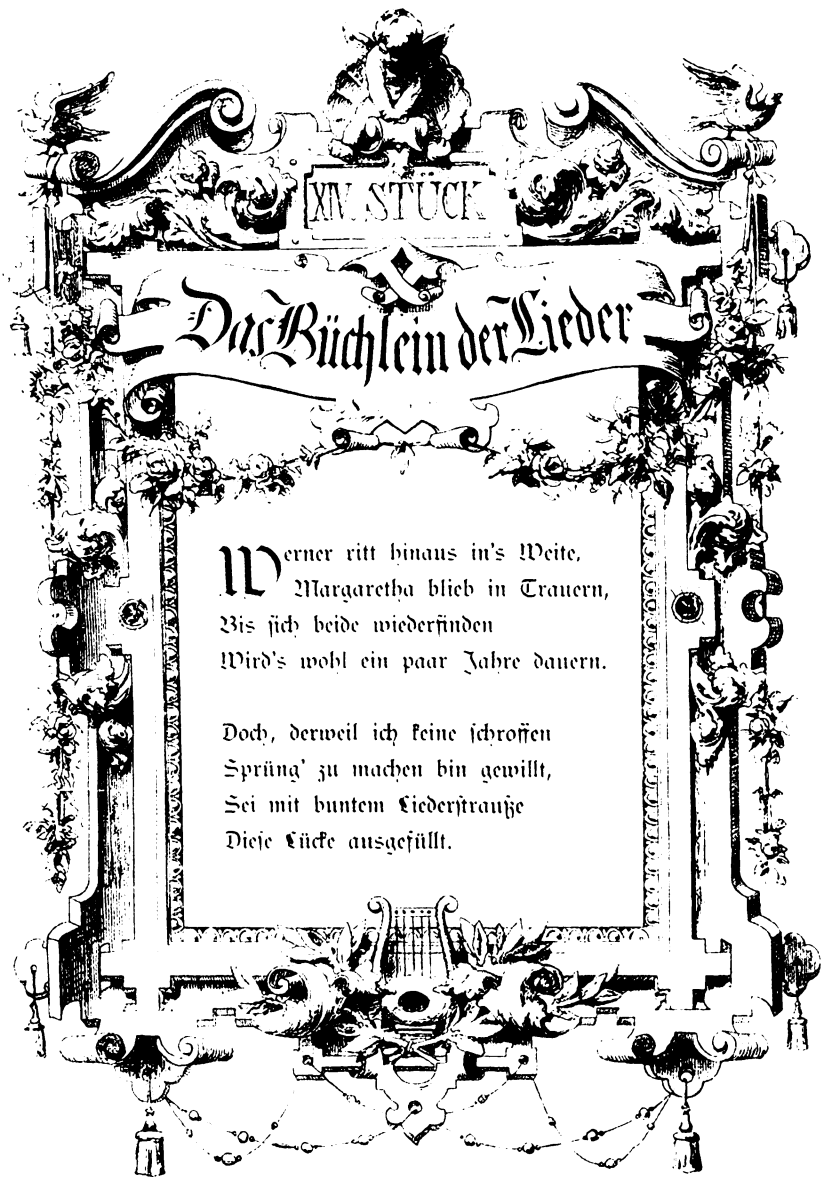 XIV. STÜCK
Das Büchlein der Lieder
Werner ritt hinaus in's Weite,
Margaretha blieb in Trauern,
Bis sich beide wiederfinden
Wird's wohl ein paar Jahre dauern.
Doch, derweil ich keine schroffen
Sprüng' zu machen bin gewillt,
Sei mit buntem Liederstrauße
Diese Lücke ausgefüllt.